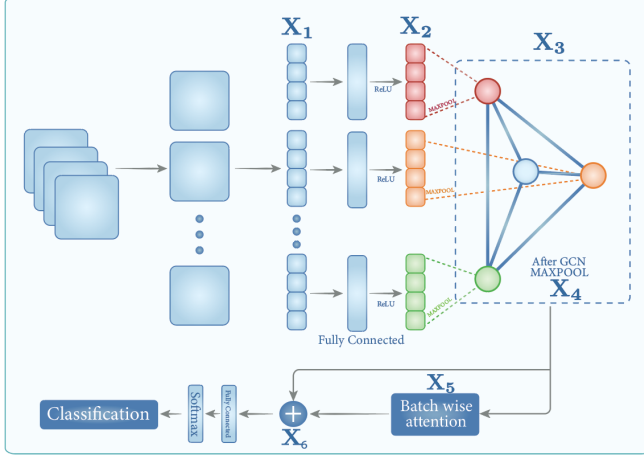 X₁
X₂
X₃
ReLU
MAXPOOL
ReLU
MAXPOOL
ReLU
MAXPOOL
After GCN
MAXPOOL
X₄
Fully Connected
X₅
Batch wise
attention
X₆
Fully Connected
Softmax
Classification